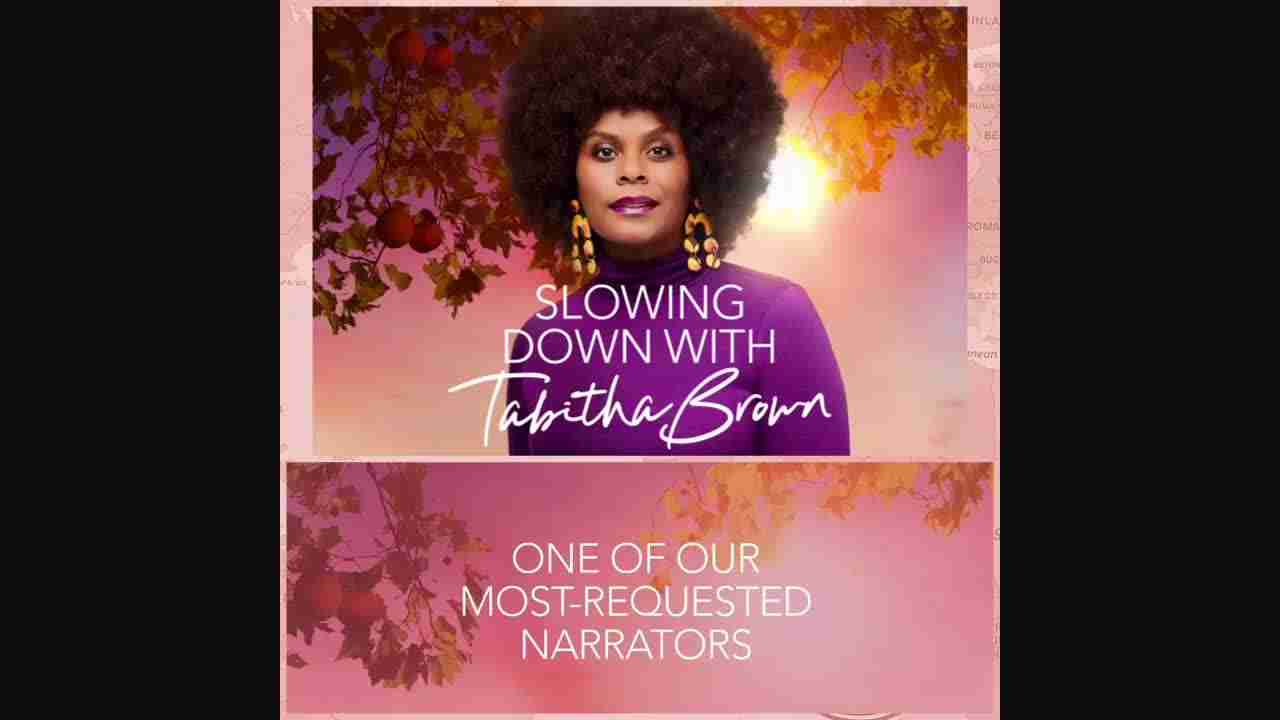 SLOWING
DOWN WITH
Tabitha Brown
ONE OF OUR
MOST-REQUESTED
NARRATORS